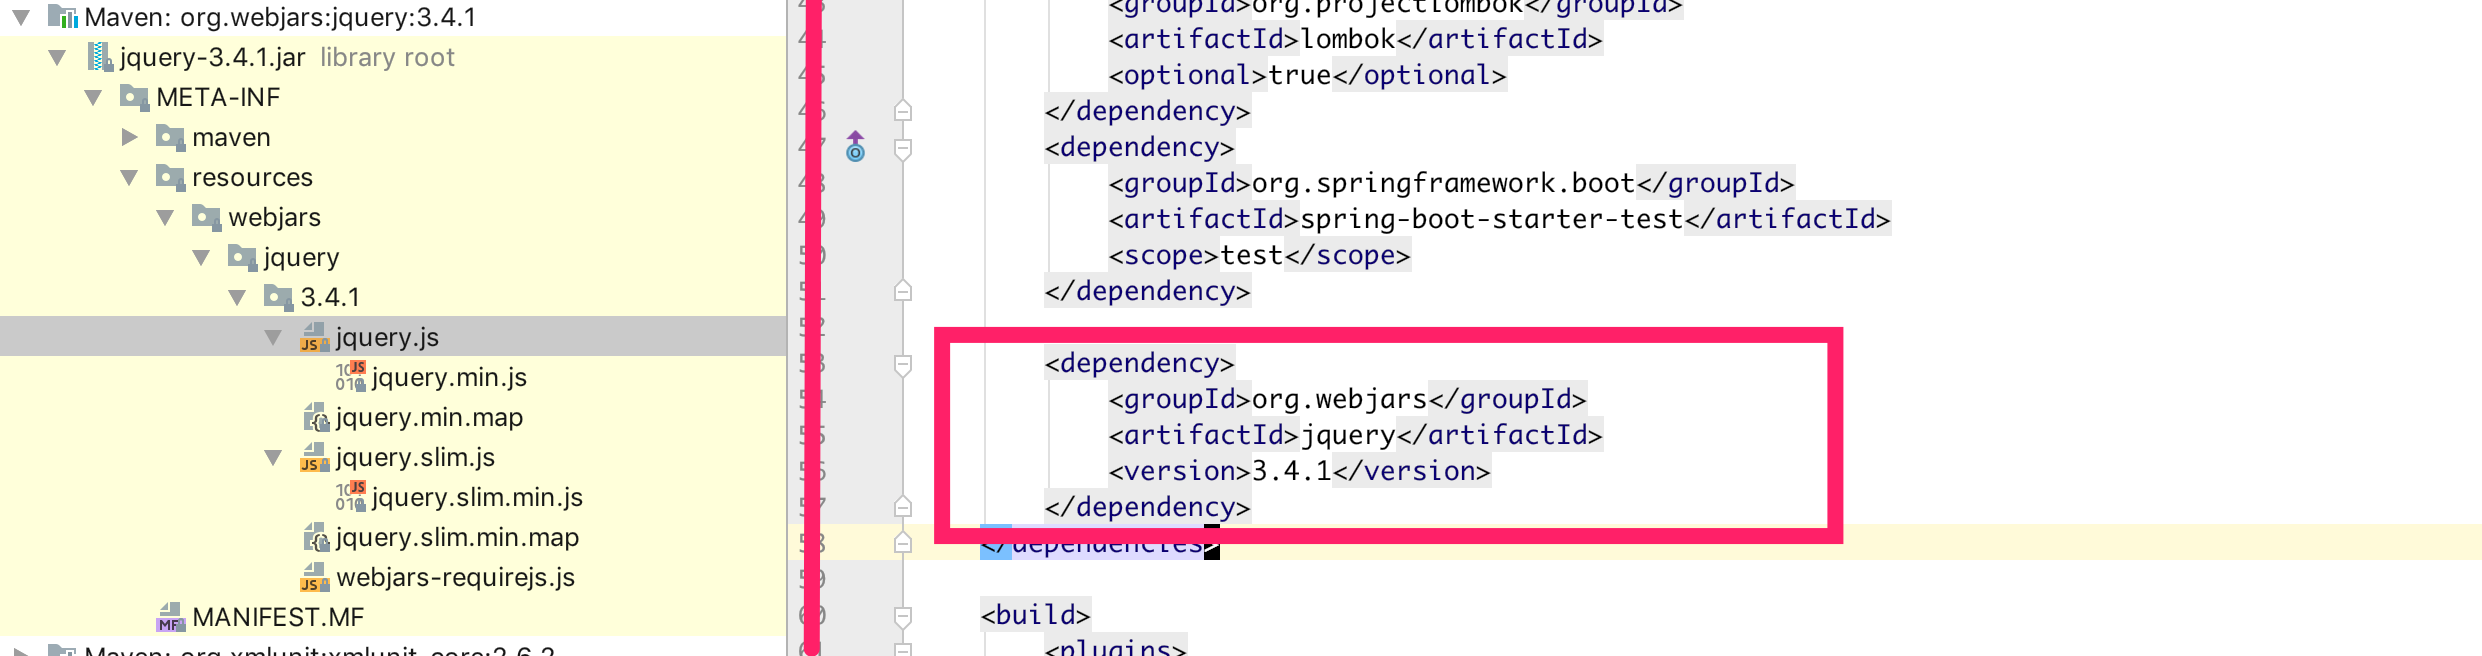 Maven: org.webjars:jquery:3.4.1
jquery-3.4.1.jar library root
META-INF
maven
resources
webjars
jquery
3.4.1
jquery.js
jquery.min.js
jquery.min.map
jquery.slim.js
jquery.slim.min.js
jquery.slim.min.map
webjars-requirejs.js
MANIFEST.MF
Maven: org.xmlunit:xmlunit-core:2.6.2
<groupId>org.projectlombok</groupId>
<artifactId>lombok</artifactId>
<optional>true</optional>
</dependency>
<dependency>
<groupId>org.springframework.boot</groupId>
<artifactId>spring-boot-starter-test</artifactId>
<scope>test</scope>
</dependency>
<dependency>
<groupId>org.webjars</groupId>
<artifactId>jquery</artifactId>
<version>3.4.1</version>
</dependency>
</dependencies>
<build>
<plugins>